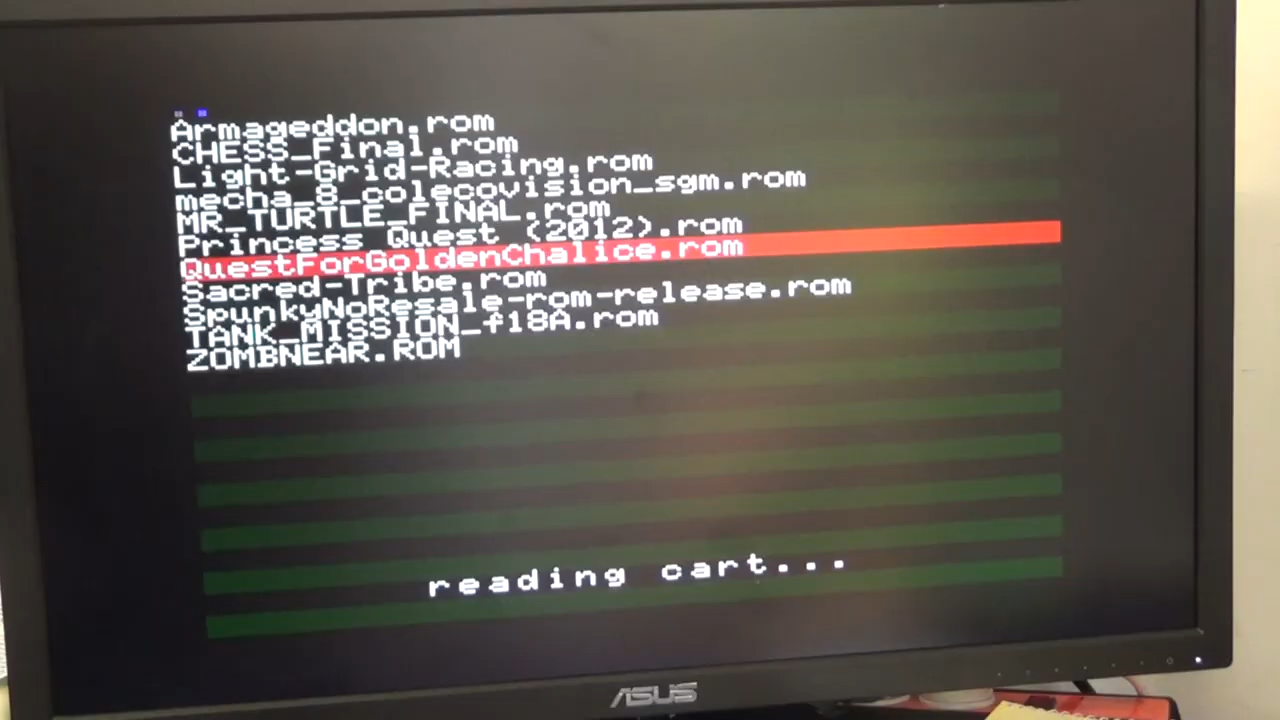 ..
Armageddon.rom
CHESS_Final.rom
Light-Grid-Racing.rom
mecha_8_colecovision_sgm.rom
MR_TURTLE_FINAL.rom
Princess Quest (2012).rom
QuestForGoldenChalice.rom
Sacred-Tribe.rom
SpunkyNoResale-rom-release.rom
TANK_MISSION_f18A.rom
ZOMBNEAR.ROM
reading cart...
ASUS